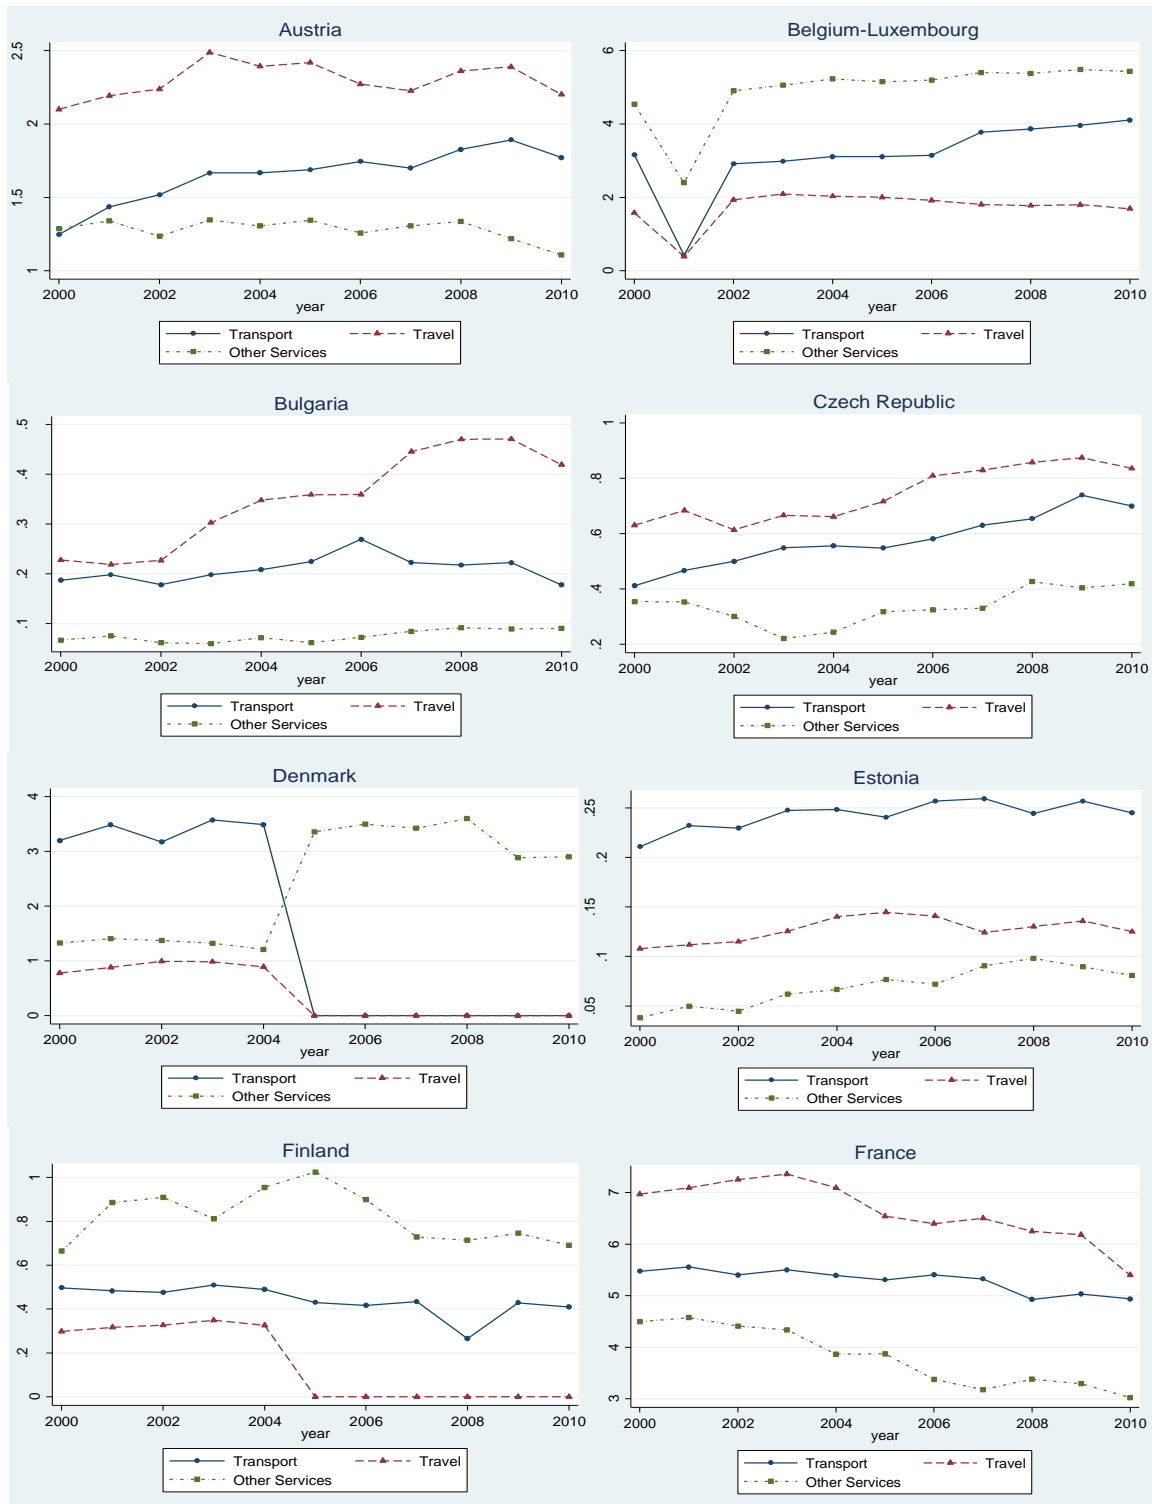 Austria
2.5
2
1.5
1
2000 2002 2004 2006 2008 2010
year
Transport Travel
Other Services
Belgium-Luxembourg
6
4
2
0
2000 2002 2004 2006 2008 2010
year
Transport Travel
Other Services
Bulgaria
.5
.4
.3
.2
.1
2000 2002 2004 2006 2008 2010
year
Transport Travel
Other Services
Czech Republic
1
.8
.6
.4
.2
2000 2002 2004 2006 2008 2010
year
Transport Travel
Other Services
Denmark
4
3
2
1
0
2000 2002 2004 2006 2008 2010
year
Transport Travel
Other Services
Estonia
.25
.2
.15
.1
.05
2000 2002 2004 2006 2008 2010
year
Transport Travel
Other Services
Finland
1
.8
.6
.4
.2
0
2000 2002 2004 2006 2008 2010
year
Transport Travel
Other Services
France
7
6
5
4
3
2000 2002 2004 2006 2008 2010
year
Transport Travel
Other Services